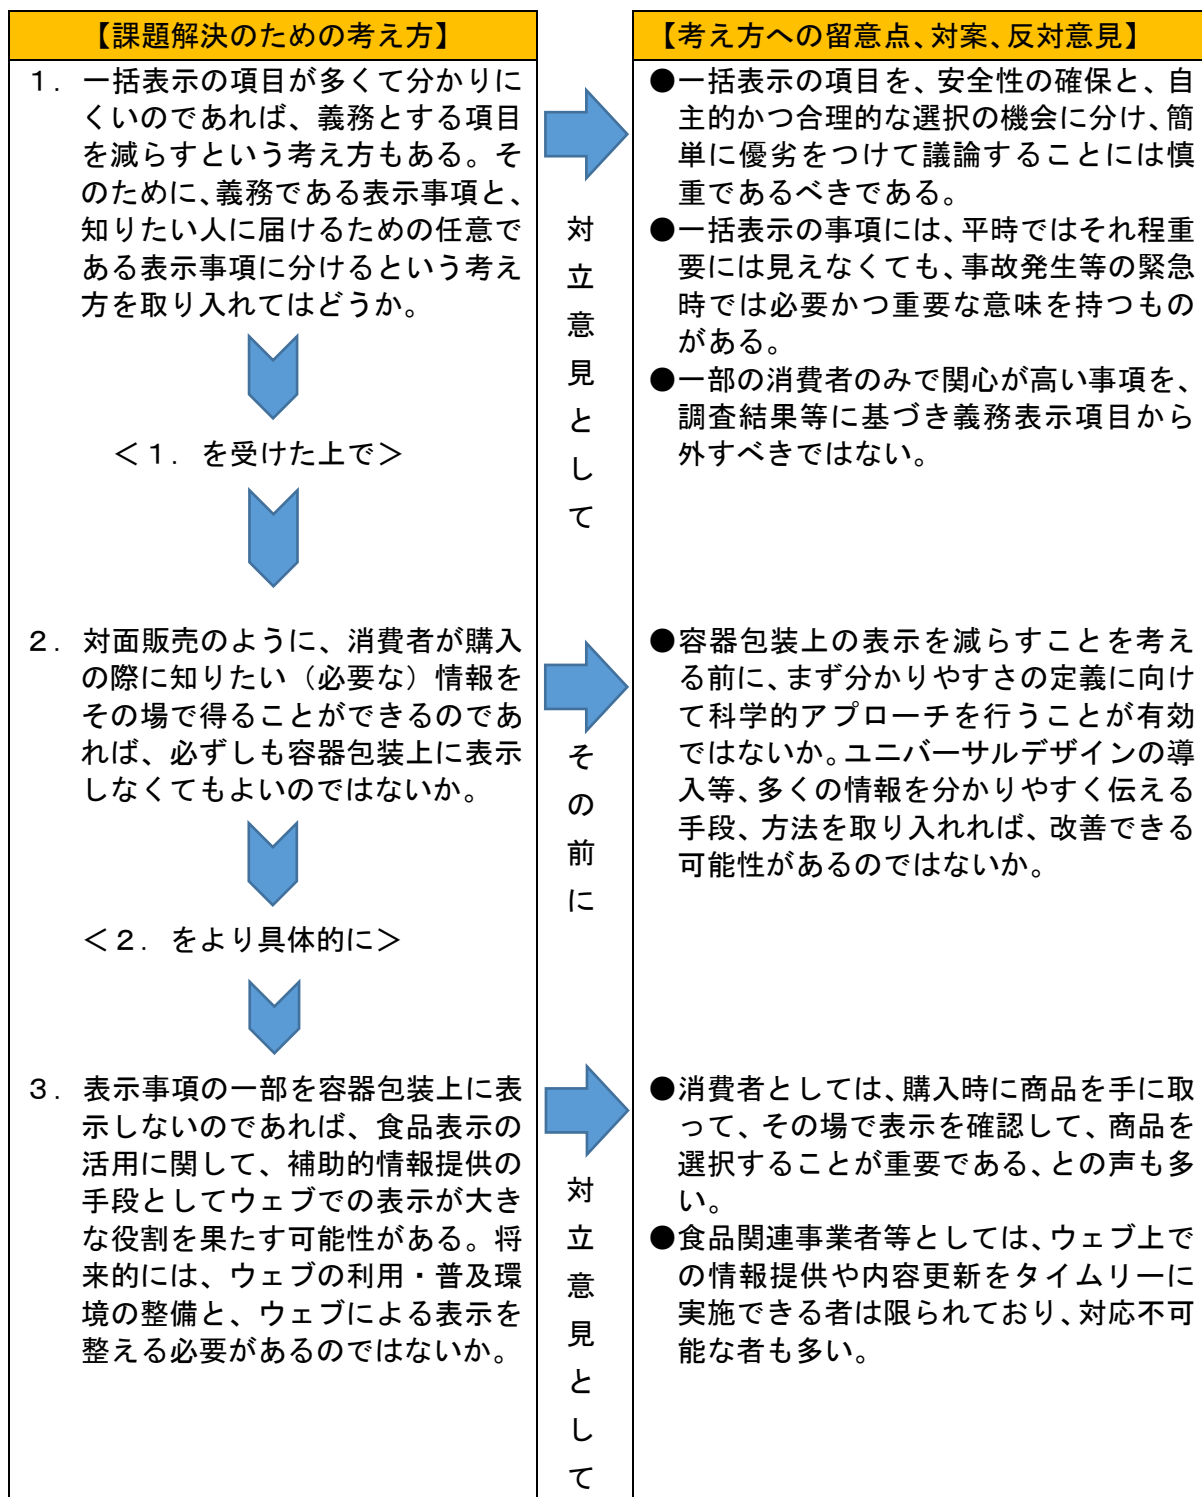 【課題解決のための考え方】
１．一括表示の項目が多くて分かりに
くいのであれば、義務とする項目
を減らすという考え方もある。そ
のために、義務である表示事項と、
知りたい人に届けるための任意で
ある表示事項に分けるという考え
方を取り入れてはどうか。
＜１．を受けた上で＞
２．対面販売のように、消費者が購入
の際に知りたい（必要な）情報を
その場で得ることができるのであ
れば、必ずしも容器包装上に表示
しなくてもよいのではないか。
＜２．をより具体的に＞
３．表示事項の一部を容器包装上に表
示しないのであれば、食品表示の
活用に関して、補助的情報提供の
手段としてウェブでの表示が大き
な役割を果たす可能性がある。将
来的には、ウェブの利用・普及環
境の整備と、ウェブによる表示を
整える必要があるのではないか。
対立意見として
その前に
対立意見として
【考え方への留意点、対案、反対意見】
●一括表示の項目を、安全性の確保と、自
主的かつ合理的な選択の機会に分け、簡
単に優劣をつけて議論することには慎
重であるべきである。
●一括表示の事項には、平時ではそれ程重
要には見えなくても、事故発生等の緊急
時では必要かつ重要な意味を持つもの
がある。
●一部の消費者のみで関心が高い事項を、
調査結果等に基づき義務表示項目から
外すべきではない。
●容器包装上の表示を減らすことを考え
る前に、まず分かりやすさの定義に向け
て科学的アプローチを行うことが有効
ではないか。ユニバーサルデザインの導
入等、多くの情報を分かりやすく伝える
手段、方法を取り入れれば、改善できる
可能性があるのではないか。
●消費者としては、購入時に商品を手に取
って、その場で表示を確認して、商品を
選択することが重要である、との声も多
い。
●食品関連事業者等としては、ウェブ上で
の情報提供や内容更新をタイムリーに
実施できる者は限られており、対応不可
能な者も多い。